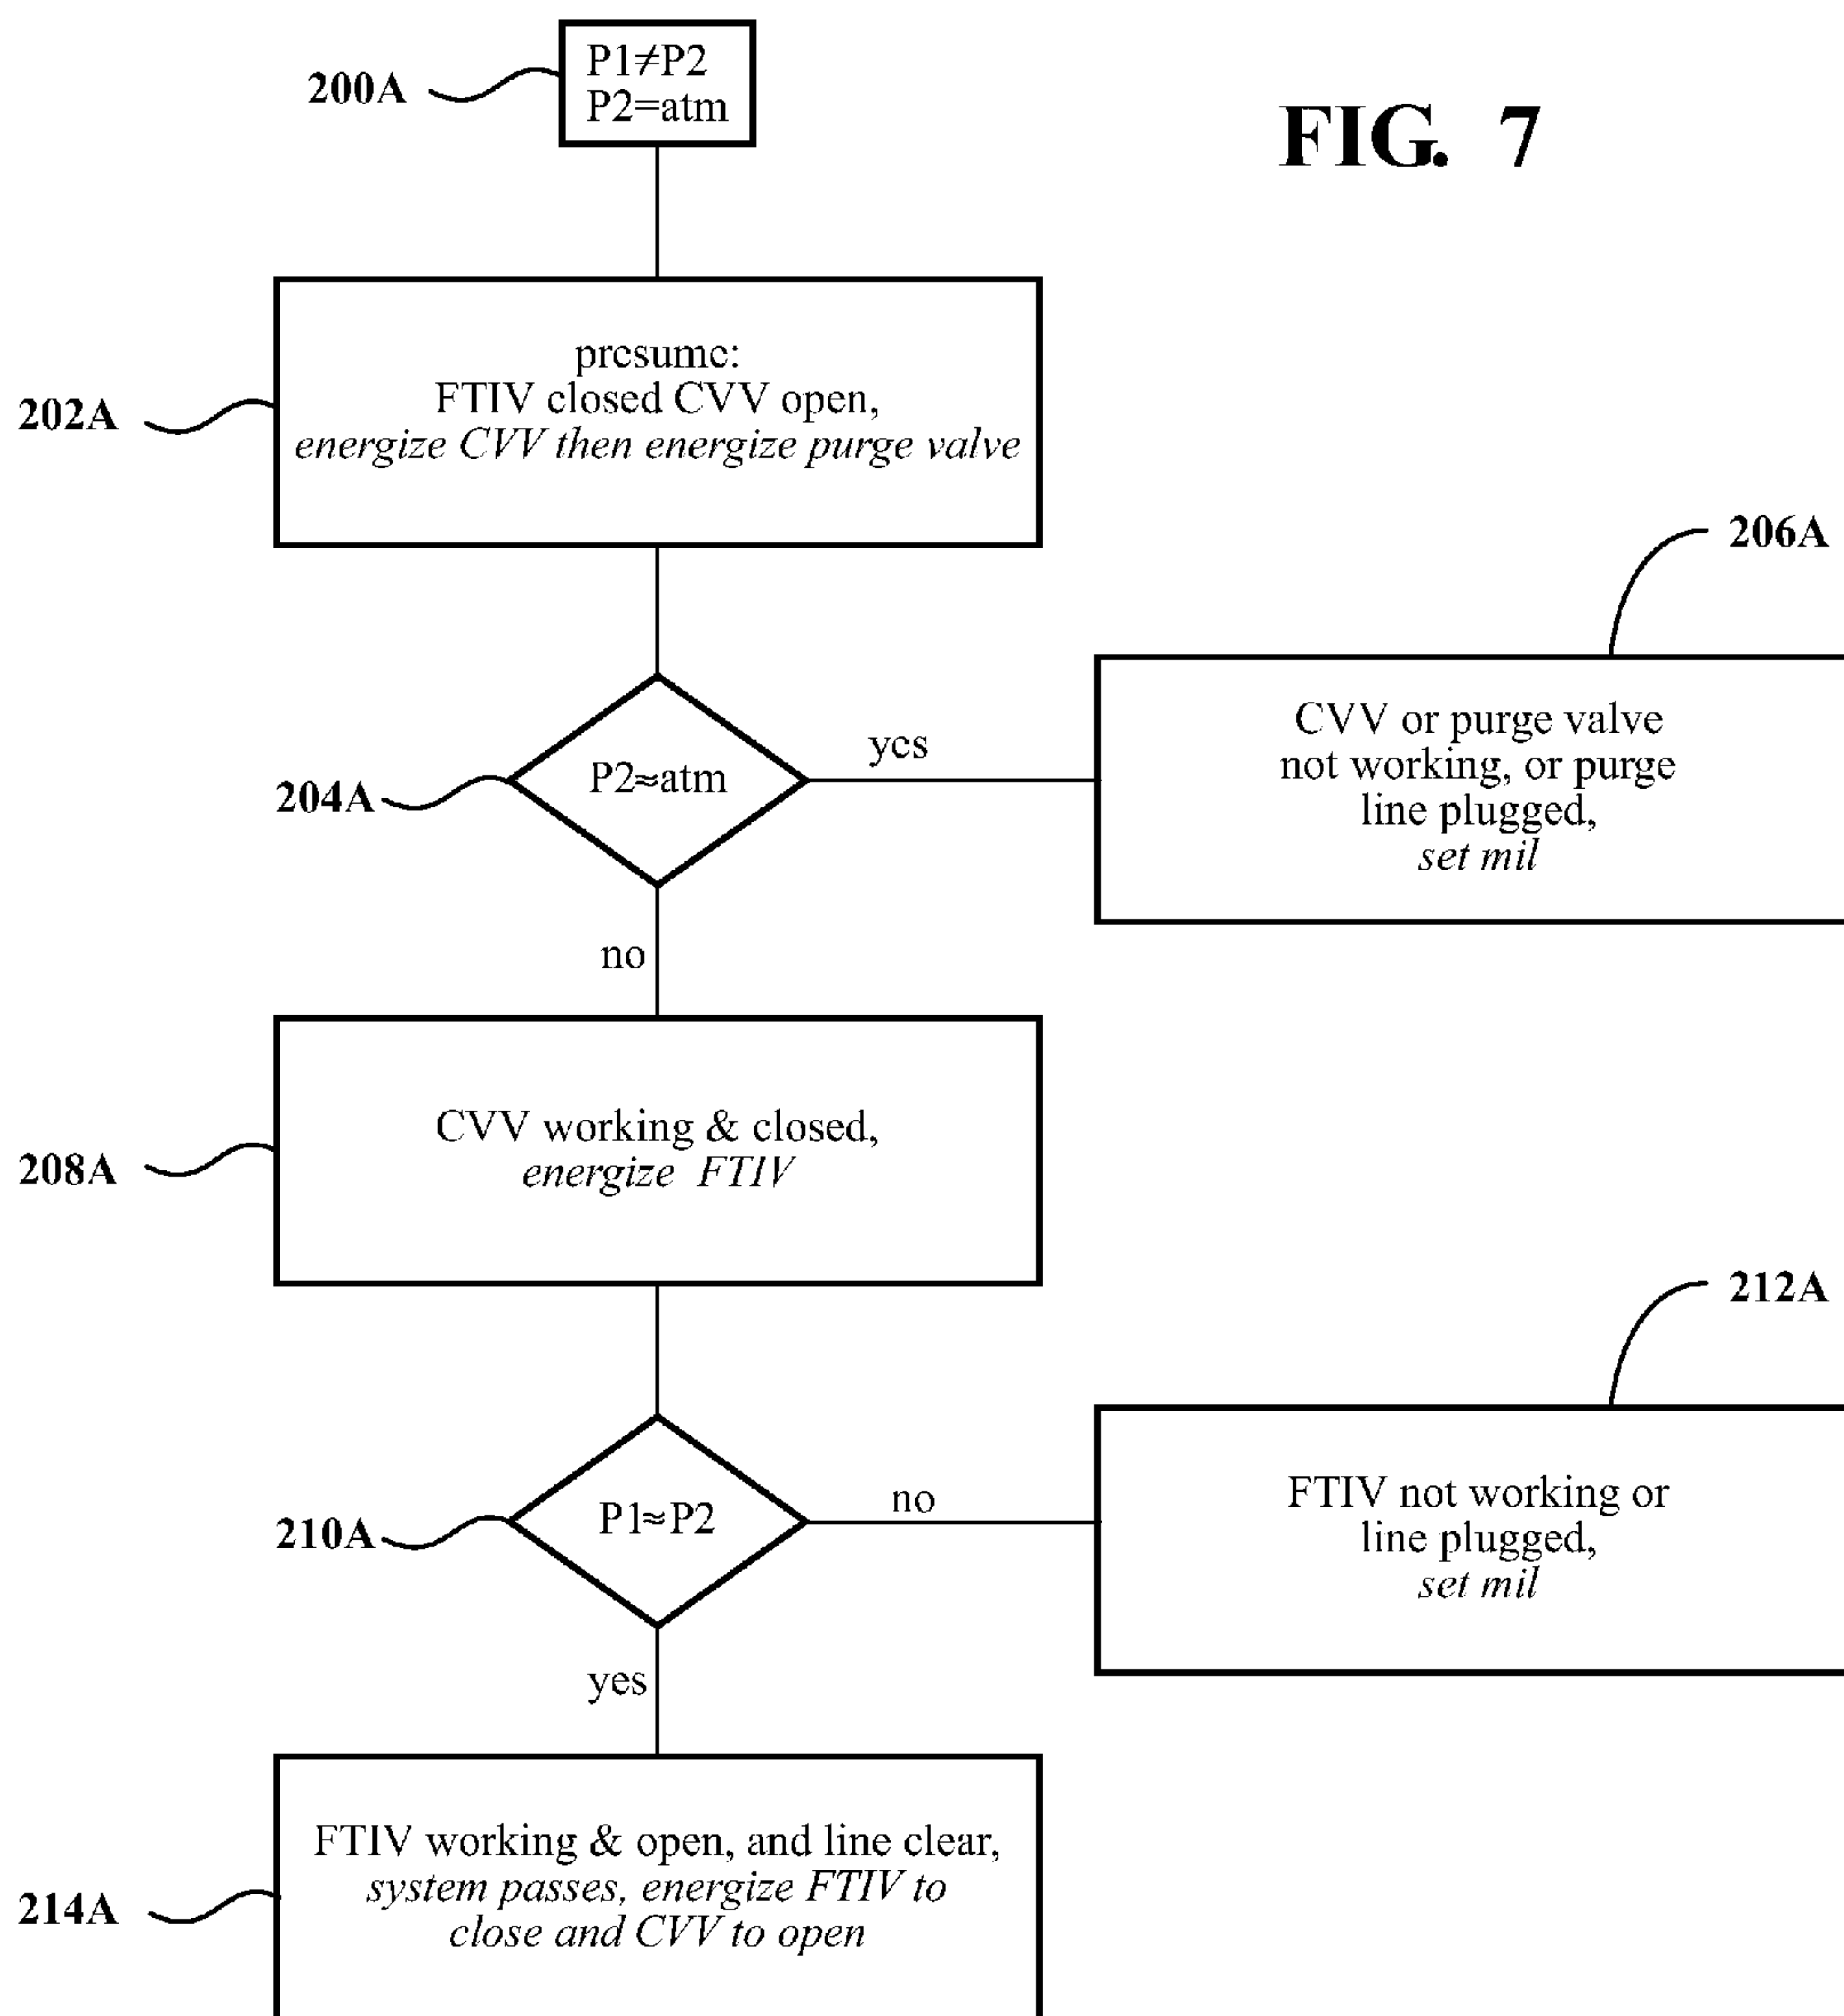 200A
P1≠P2
P2=atm
FIG. 7
202A
presume:
FTIV closed CVV open,
energize CVV then energize purge valve
206A
204A
P2≈atm
yes
CVV or purge valve
not working, or purge
line plugged,
set mil
no
208A
CVV working & closed,
energize FTIV
212A
210A
P1≈P2
no
FTIV not working or
line plugged,
set mil
yes
214A
FTIV working & open, and line clear,
system passes, energize FTIV to
close and CVV to open